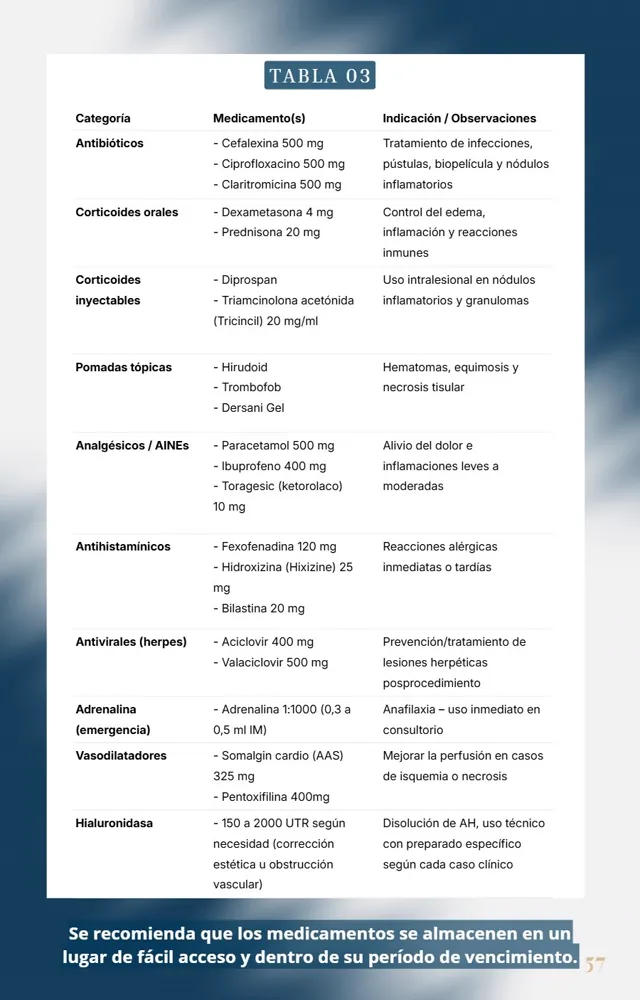 TABLA 03
Categoría Medicamento(s) Indicación / Observaciones
Antibióticos - Cefalexina 500 mg Tratamiento de infecciones,
- Ciprofloxacino 500 mg pústulas, biopelícula y nódulos
- Claritromicina 500 mg inflamatorios
Corticoides orales - Dexametasona 4 mg Control del edema,
- Prednisona 20 mg inflamación y reacciones
inmunes
Corticoides - Diprospan Uso intralesional en nódulos
inyectables - Triamcinolona acetónida inflamatorios y granulomas
(Tricincil) 20 mg/ml
Pomadas tópicas - Hirudoid Hematomas, equimosis y
- Trombofob necrosis tisular
- Dersani Gel
Analgésicos / AINEs - Paracetamol 500 mg Alivio del dolor e
- Ibuprofeno 400 mg inflamaciones leves a
- Toragesic (ketorolaco) moderadas
10 mg
Antihistamínicos - Fexofenadina 120 mg Reacciones alérgicas
- Hidroxizina (Hixizine) 25 inmediatas o tardías
mg
- Bilastina 20 mg
Antivirales (herpes) - Aciclovir 400 mg Prevención/tratamiento de
- Valaciclovir 500 mg lesiones herpéticas
posprocedimiento
Adrenalina - Adrenalina 1:1000 (0,3 a Anafilaxia – uso inmediato en
(emergencia) 0,5 ml IM) consultorio
Vasodilatadores - Somalgin cardio (AAS) Mejorar la perfusión en casos
325 mg de isquemia o necrosis
- Pentoxifilina 400mg
Hialuronidasa - 150 a 2000 UTR según Disolución de AH, uso técnico
necesidad (corrección con preparado específico
estética u obstrucción según cada caso clínico
vascular)
Se recomienda que los medicamentos se almacenen en un
lugar de fácil acceso y dentro de su período de vencimiento.
57